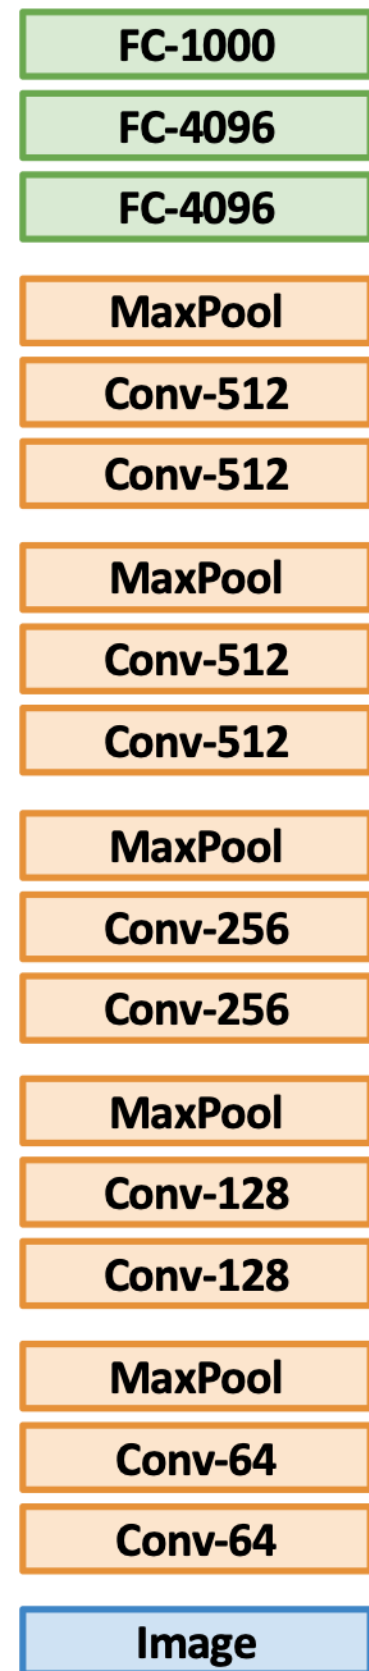 FC-1000
FC-4096
FC-4096
MaxPool
Conv-512
Conv-512
MaxPool
Conv-512
Conv-512
MaxPool
Conv-256
Conv-256
MaxPool
Conv-128
Conv-128
MaxPool
Conv-64
Conv-64
Image